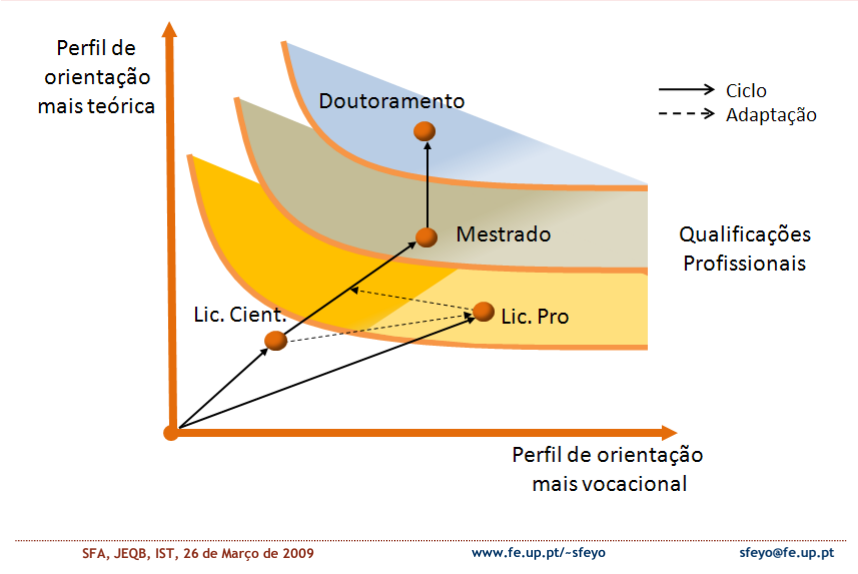 Perfil de
orientação
mais teórica
Doutoramento
Ciclo
Adaptação
Mestrado
Qualificações
Profissionais
Lic. Cient.
Lic. Pro
Perfil de orientação
mais vocacional
SFA, JEQB, IST, 26 de Março de 2009
www.fe.up.pt/~sfeyo
sfeyo@fe.up.pt